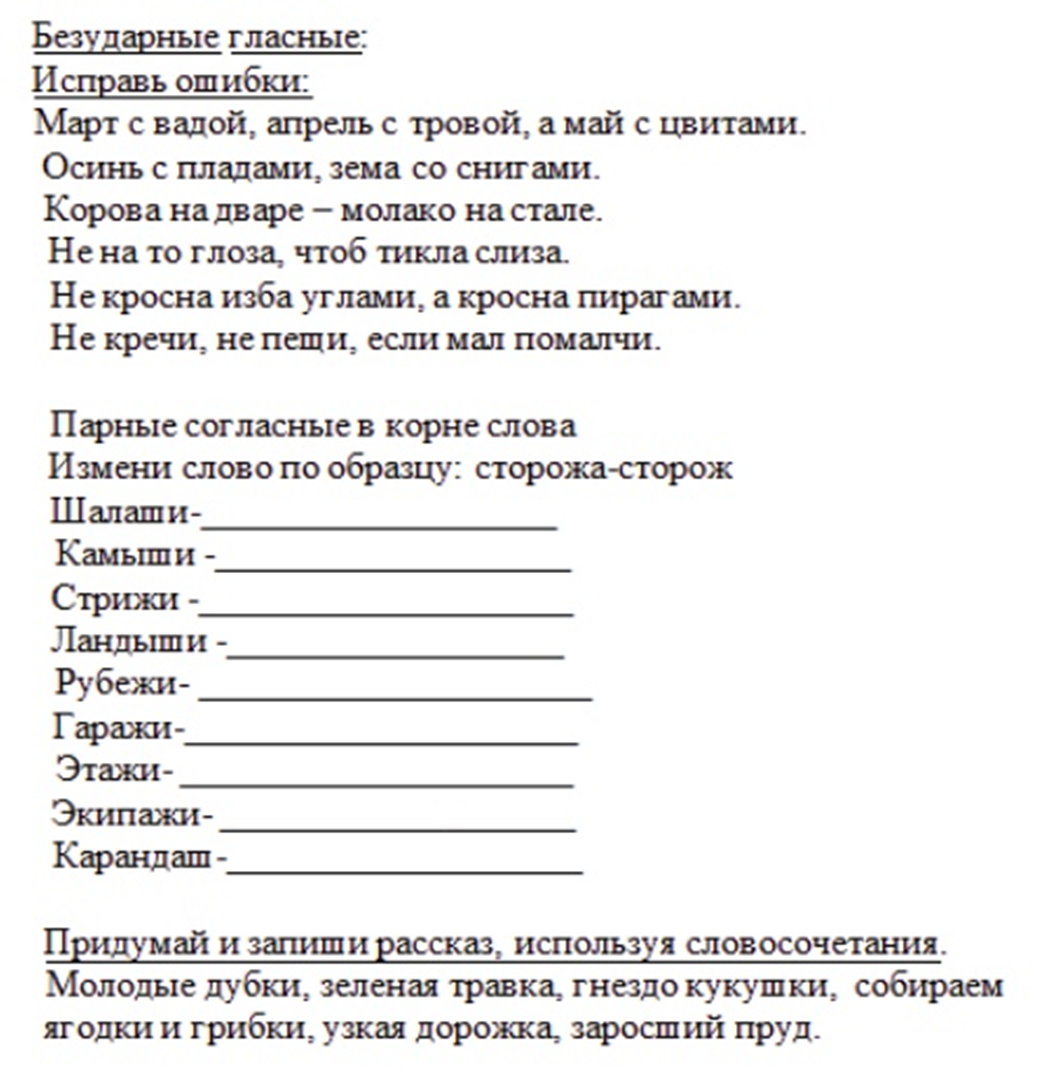 Безударные гласные:
Исправь ошибки:
Март с вадой, апрель с тровой, а май с цвитами.
Осинь с пладами, зема со снигами.
Корова на дваре – молако на стале.
Не на то глоза, чтоб тикла слиза.
Не кросна изба углами, а кросна пирагами.
Не кречи, не пещи, если мал помалчи.
Парные согласные в корне слова
Измени слово по образцу: сторожа-сторож
Шалаши-____________________
Камыши -____________________
Стрижи -_____________________
Ландыши -___________________
Рубежи- ______________________
Гаражи-______________________
Этажи- ______________________
Экипажи- ____________________
Карандаш -____________________
Придумай и запиши рассказ, используя словосочетания.
Молодые дубки, зеленая травка, гнездо кукушки, собираем
ягодки и грибки, узкая дорожка, заросший пруд.